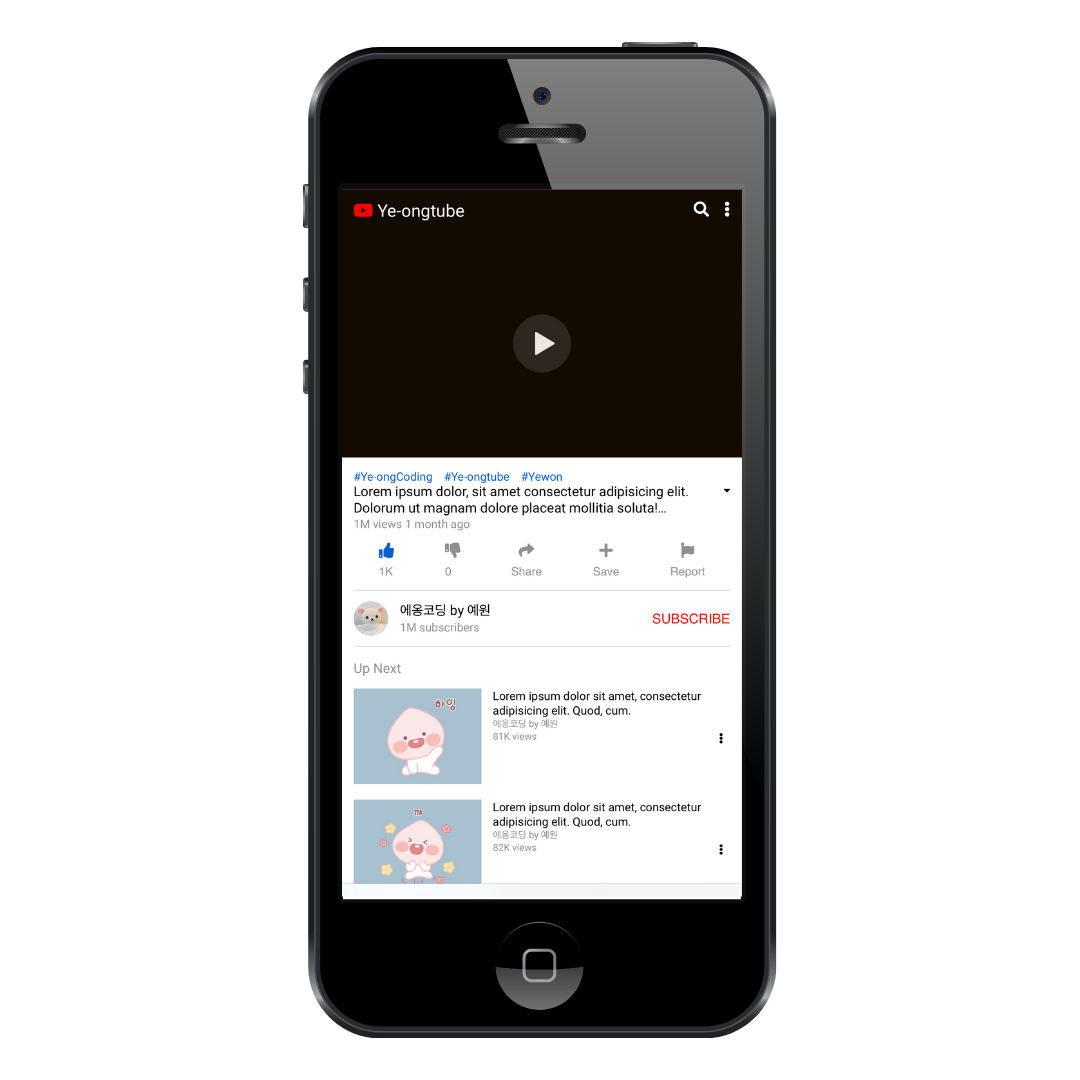 Ye-ongtube
#Ye-ongCoding #Ye-ongtube #Yewon
Lorem ipsum dolor, sit amet consectetur adipisicing elit.
Dolorum ut magnam dolore placeat mollitia soluta!...
1M views 1 month ago
1K 0 Share Save Report
에옹코딩 by 예원
1M subscribers
SUBSCRIBE
Up Next
하잉
Lorem ipsum dolor sit amet, consectetur
adipisicing elit. Quod, cum.
에옹코딩 by 예원
81K views
꺄
Lorem ipsum dolor sit amet, consectetur
adipisicing elit. Quod, cum.
에옹코딩 by 예원
82K views